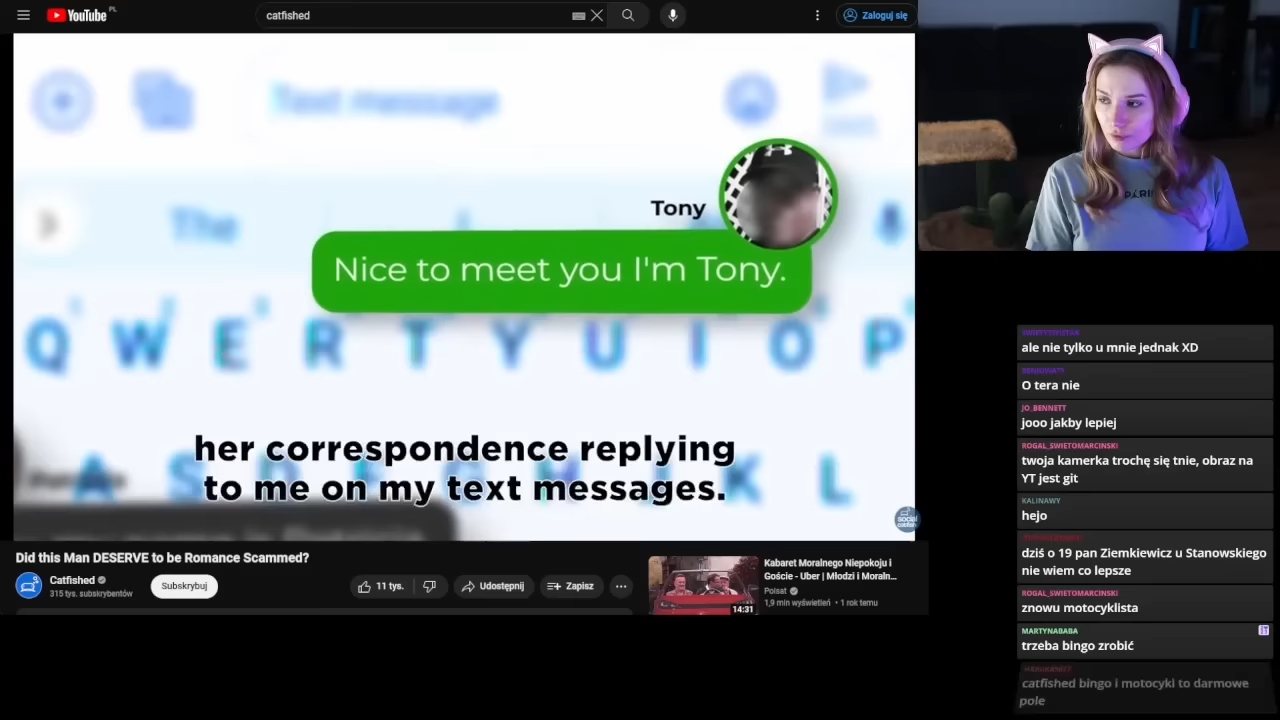 YouTube PL
catfished
Zaloguj się
Text message
The
Tony
Nice to meet you I'm Tony.
Q W E R T Y U I O P
her correspondence replying
to me on my text messages.
Did this Man DESERVE to be Romance Scammed?
Catfished
315 tys. subskrybentów
Subskrybuj
11 tys.
Udostępnij
Zapisz
14:31
Kabaret Moralnego Niepokoju i
Goście - Uber | Młodzi i Moraln...
Polsat
1,9 mln wyświetleń • 1 rok temu
ale nie tylko u mnie jednak XD
O tera nie
JO_BENNETT
jooo jakby lepiej
ROGAL_SWIETOMARCINSKI
twoja kamerka trochę się tnie, obraz na
YT jest git
KALINAWY
hejo
dziś o 19 pan Ziemkiewicz u Stanowskiego
nie wiem co lepsze
ROGAL_SWIETOMARCINSKI
znowu motocyklista
MARTYNABABA
trzeba bingo zrobić
catfished bingo i motocykl to darmowe
pole